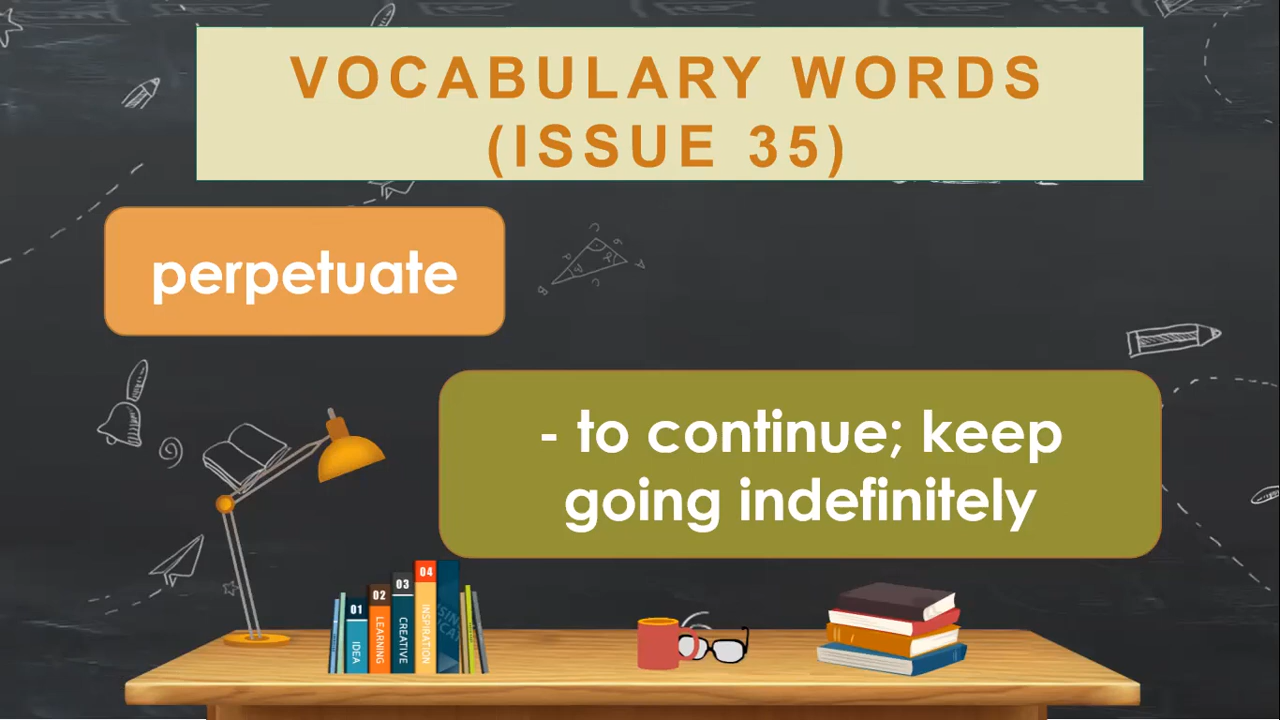 VOCABULARY WORDS
(ISSUE 35)
perpetuate
- to continue; keep
going indefinitely
01
IDEA
02
LEARNING
03
CREATIVE
04
INSPIRATION